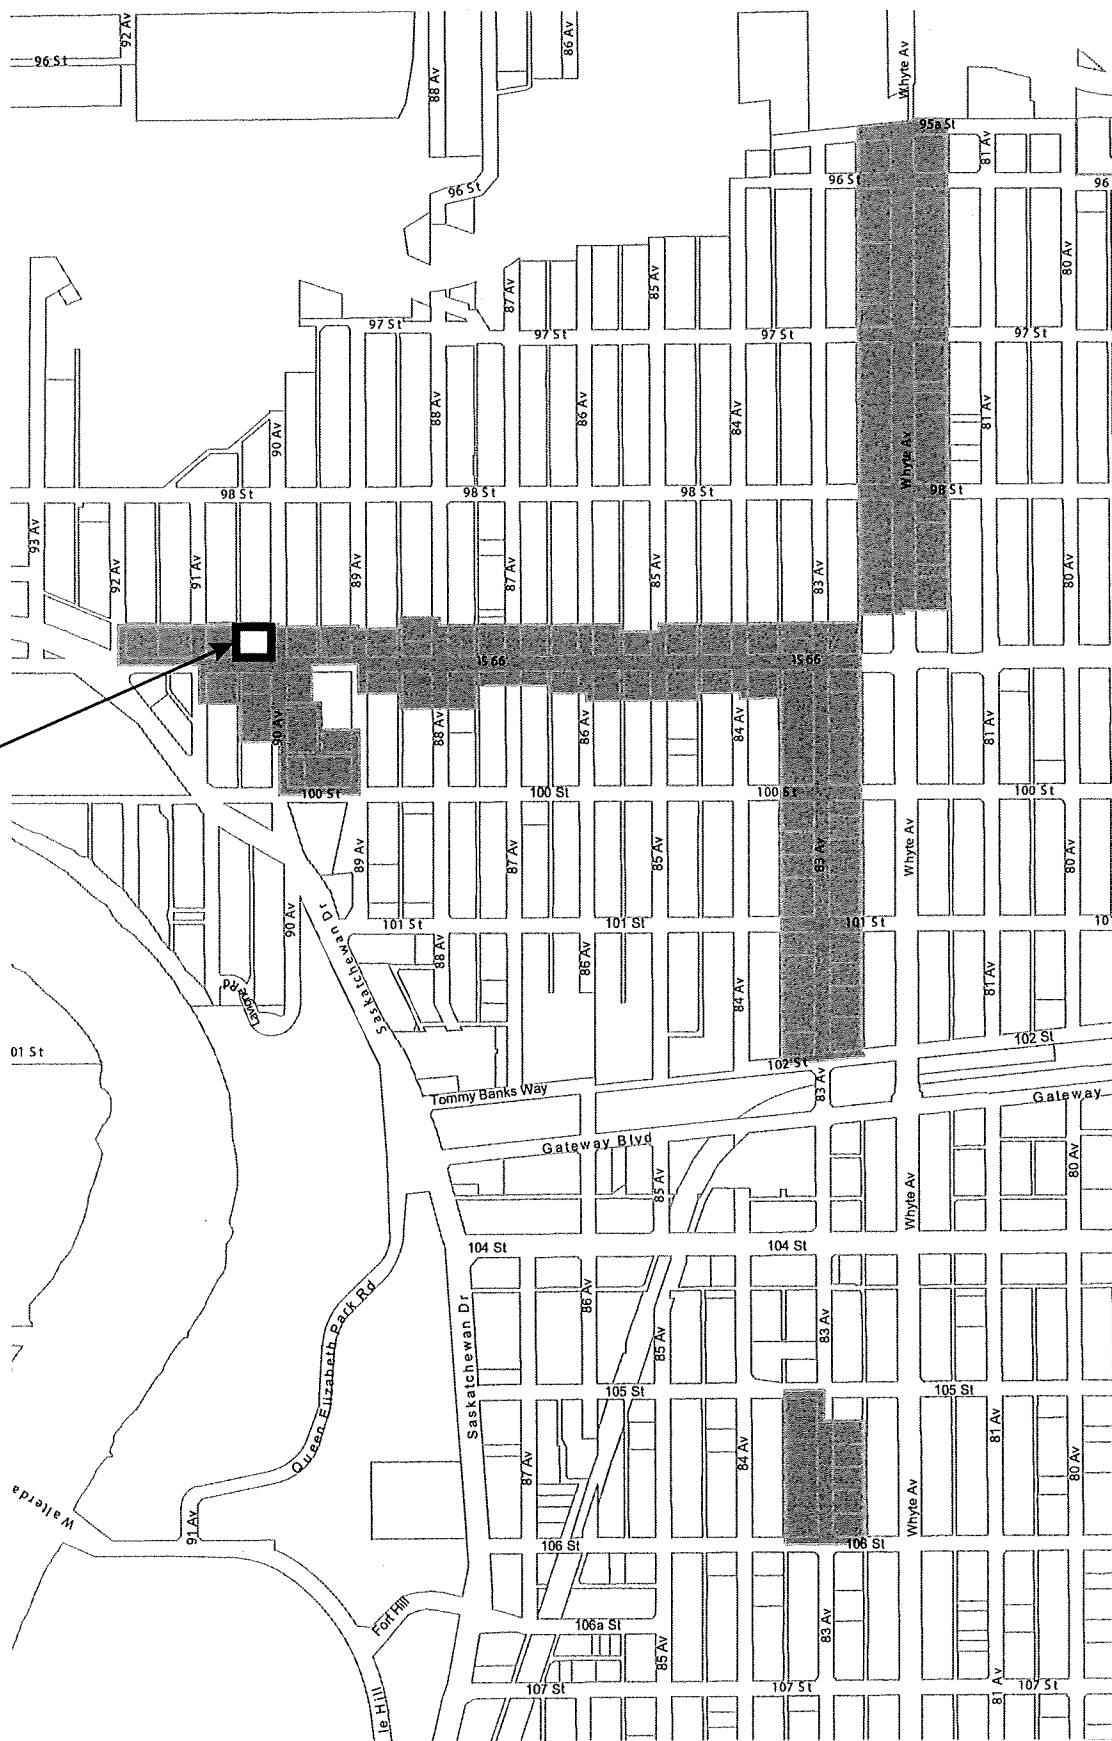 92 Av
86 Av
96 St
88 Av
Whyte Av
95a St
81 Av
96 St
96
96 St
80 Av
85 Av
87 Av
97 St
97 St
97 St
97 St
88 Av
86 Av
84 Av
81 Av
90 Av
Whyte Av
98 St
98 St
98 St
98 St
93 Av
92 Av
91 Av
89 Av
87 Av
85 Av
83 Av
80 Av
66
66
90 Av
88 Av
86 Av
84 Av
81 Av
100 St
100 St
100 St
100 St
89 Av
87 Av
85 Av
83 Av
Whyte Av
80 Av
90 Av
101 St
101 St
101 St
10
Saskatchewan Dr
88 Av
86 Av
84 Av
81 Av
Lavigne Rd
01 St
102 St
102 St
83 Av
Tommy Banks Way
Gateway
Gateway Blvd
85 Av
80 Av
Whyte Av
104 St
104 St
86 Av
Queen Elizabeth Park Rd
Saskatchewan Dr
85 Av
83 Av
7
105 St
105 St
87 Av
84 Av
81 Av
80 Av
Walterda
91 Av
Whyte Av
106 St
106 St
Fort Hill
106a St
83 Av
85 Av
107 St
107 St
107 St
81 Av
le Hill